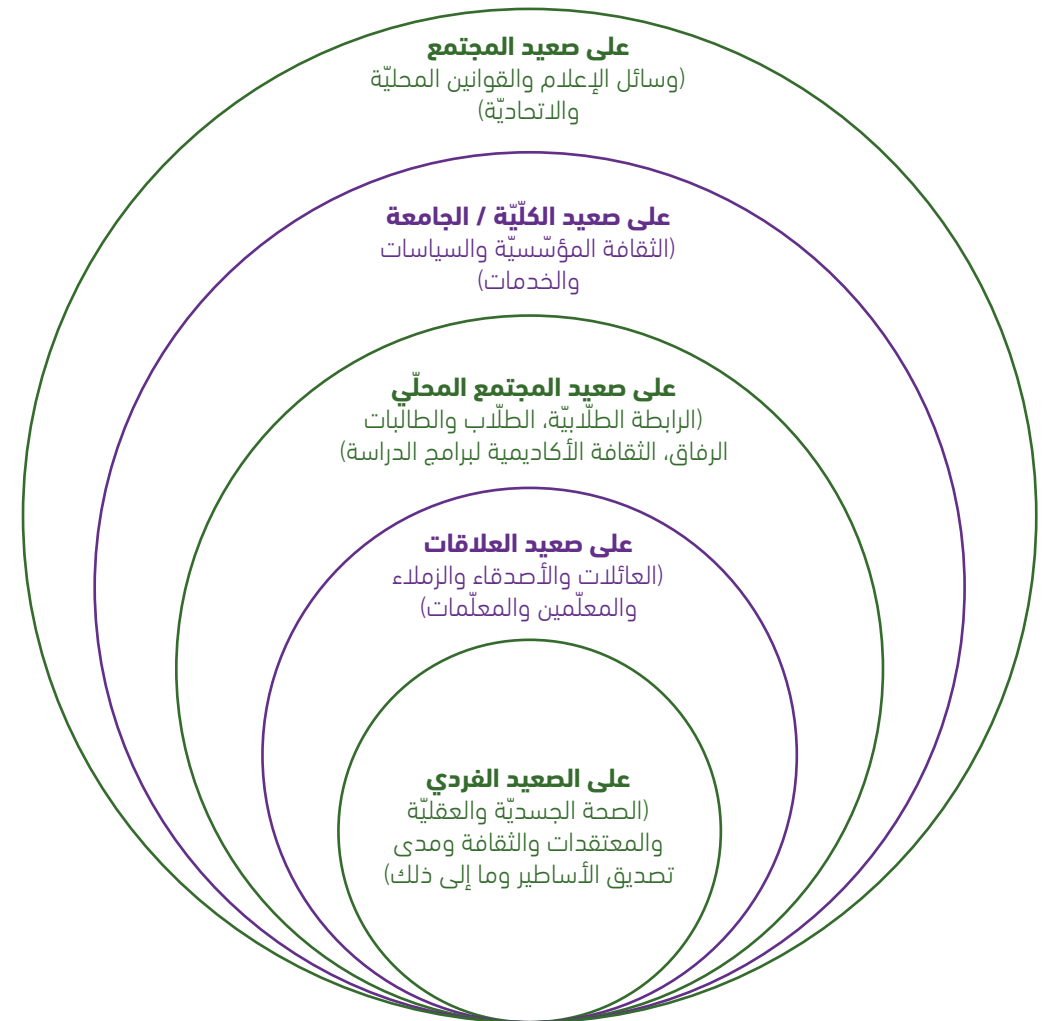 على صعيد المجتمع
(وسائل الإعلام والقوانين المحليّة
والاتحاديّة)
على صعيد الكلّيّة / الجامعة
(الثقافة المؤسّسيّة والسياسات
والخدمات)
على صعيد المجتمع المحلّي
(الرابطة الطلّابيّة، الطلّاب والطالبات
الرفاق، الثقافة الأكاديمية لبرامج الدراسة)
على صعيد العلاقات
(العائلات والأصدقاء والزملاء
والمعلّمين والمعلّمات)
على الصعيد الفردي
(الصحة الجسديّة والعقليّة
والمعتقدات والثقافة ومدى
تصديق الأساطير وما إلى ذلك)